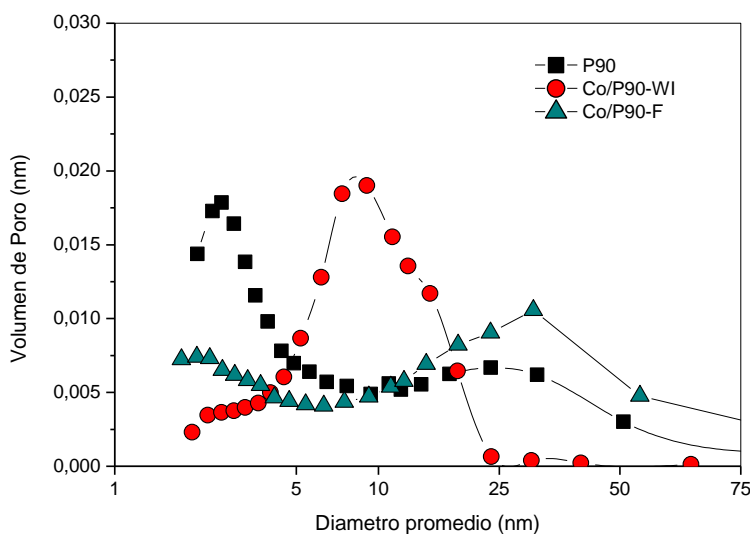 0,030
0,025
0,020
0,015
0,010
0,005
0,000
Volumen de Poro (nm)
P90
Co/P90-WI
Co/P90-F
1
5
10
25
50
75
Diametro promedio (nm)